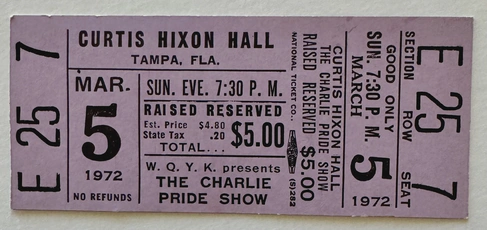 E 25 7
MAR.
5
1972
NO REFUNDS
CURTIS HIXON HALL
TAMPA, FLA.
SUN. EVE. 7:30 P. M.
RAISED RESERVED
Est. Price $4.80
State Tax .20
TOTAL... $5.00
W. Q. Y. K. presents
THE CHARLIE
PRIDE SHOW
NATIONAL TICKET CO.
(S)282
RAISED RESERVED $5.00
THE CHARLIE PRIDE SHOW
CURTIS HIXON HALL
MARCH 5 1972
SUN. 7:30 P. M.
GOOD ONLY
SECTION ROW SEAT
E 25 7